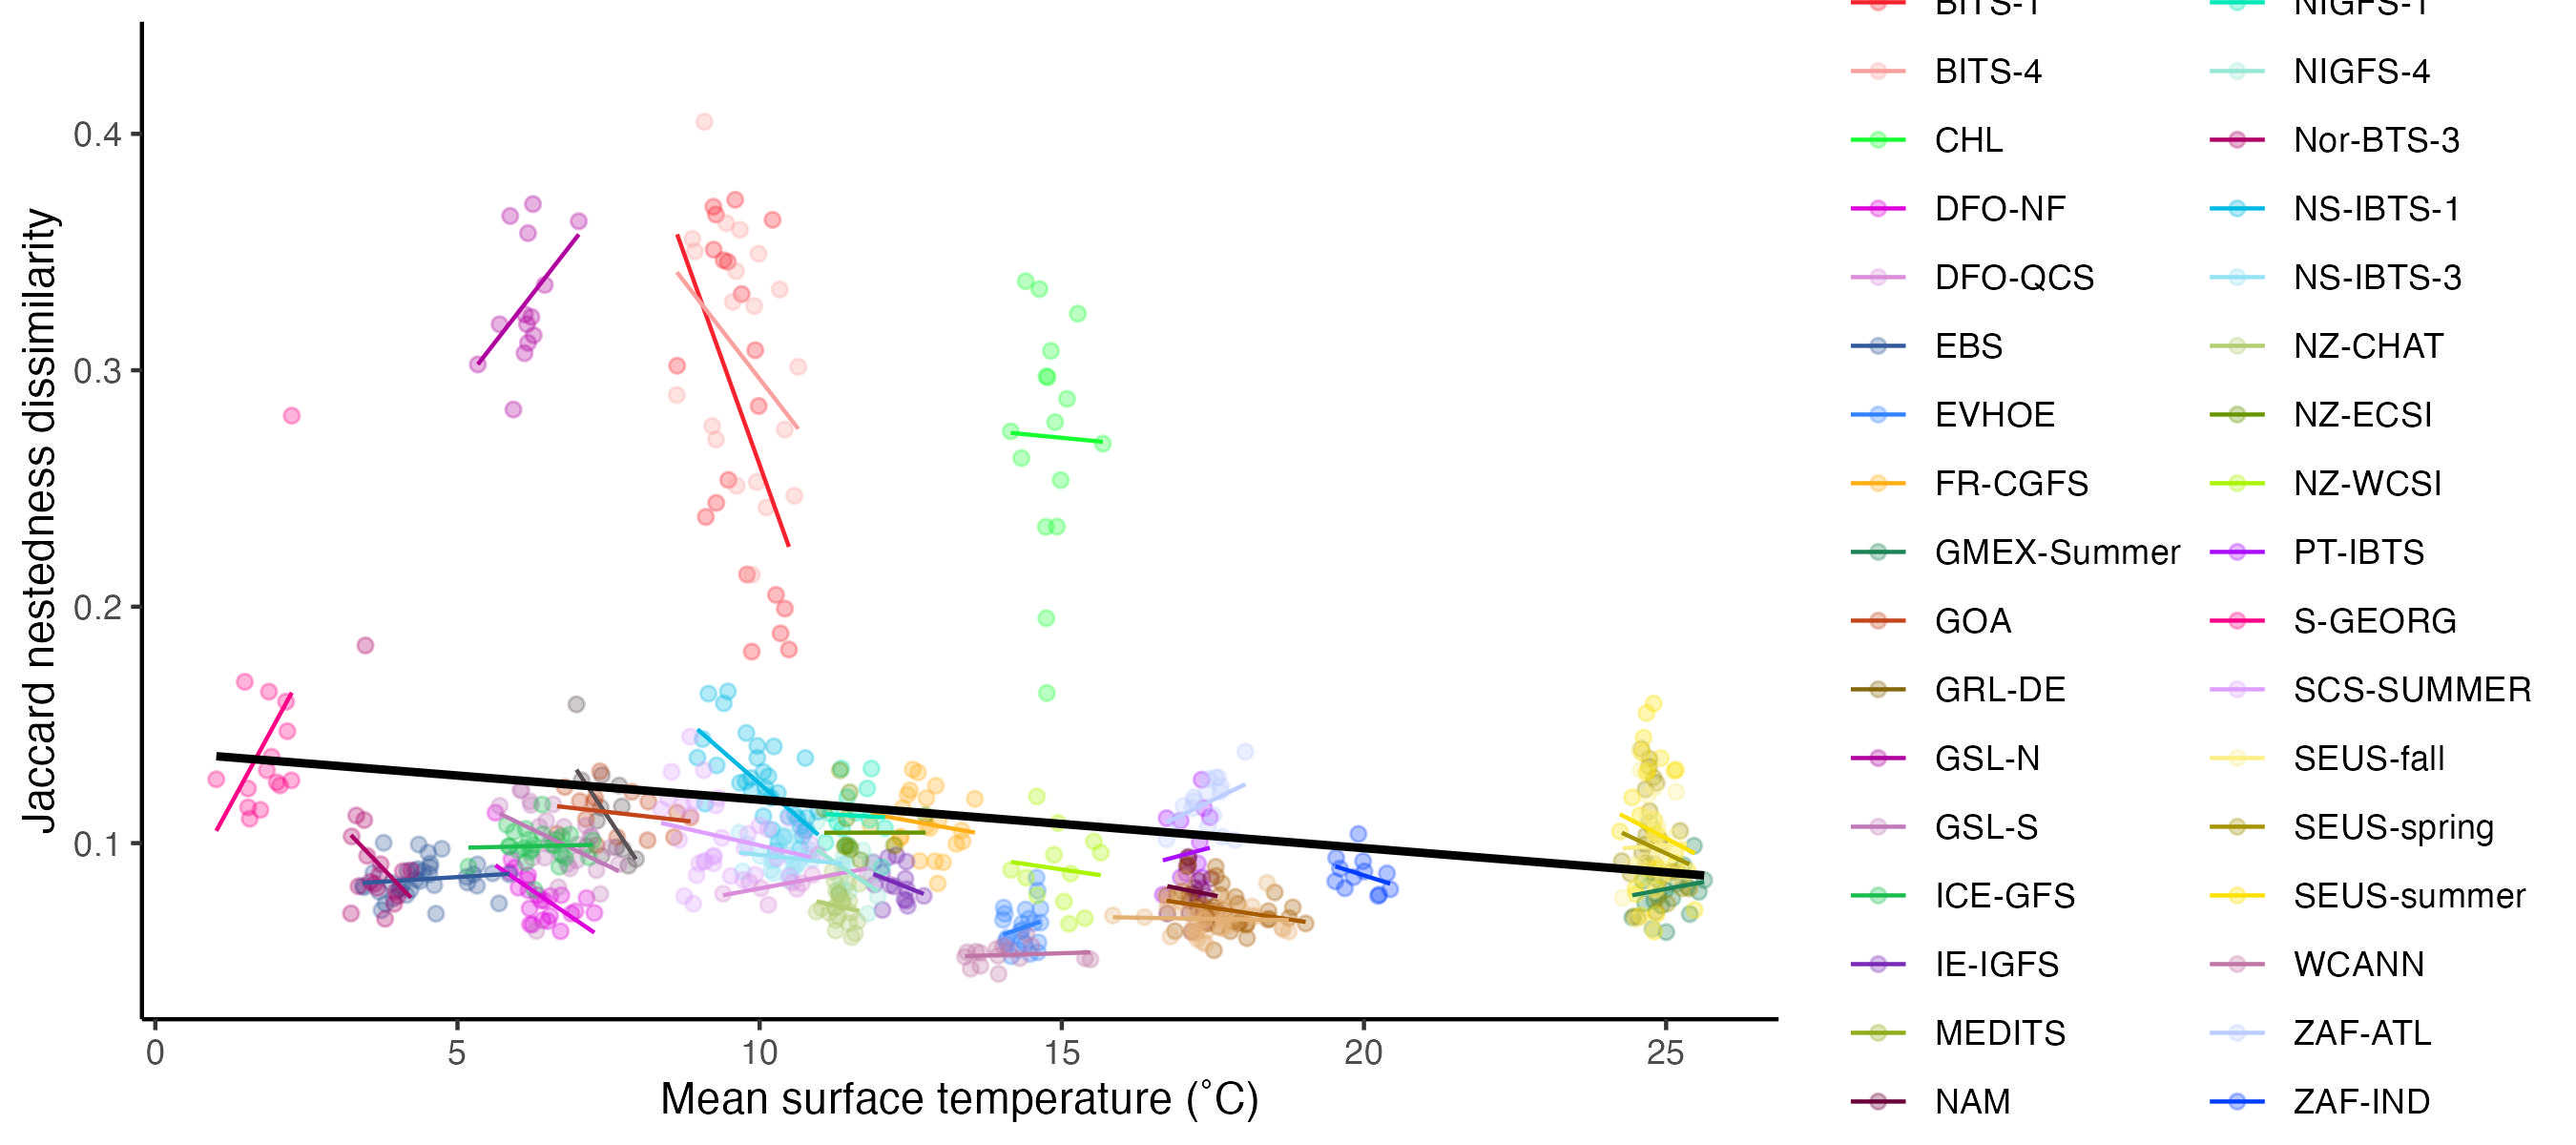 BITS-1 NIGFS-1
BITS-4 NIGFS-4
CHL Nor-BTS-3
DFO-NF NS-IBTS-1
DFO-QCS NS-IBTS-3
EBS NZ-CHAT
EVHOE NZ-ECSI
FR-CGFS NZ-WCSI
GMEX-Summer PT-IBTS
GOA S-GEORG
GRL-DE SCS-SUMMER
GSL-N SEUS-fall
GSL-S SEUS-spring
ICE-GFS SEUS-summer
IE-IGFS WCANN
MEDITS ZAF-ATL
NAM ZAF-IND
Jaccard nestedness dissimilarity
0.4
0.3
0.2
0.1
0 5 10 15 20 25
Mean surface temperature (˚C)